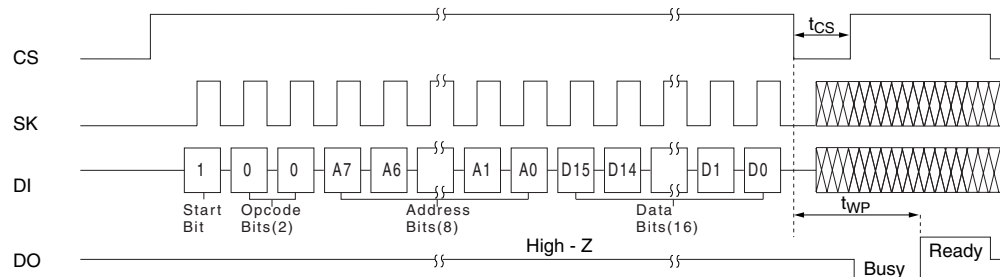 CS
tCS
SK
DI
1 0 0 A7 A6 A1 A0 D15 D14 D1 D0
Start
Bit
Opcode
Bits(2)
Address
Bits(8)
Data
Bits(16)
tWP
DO
High - Z
Busy
Ready